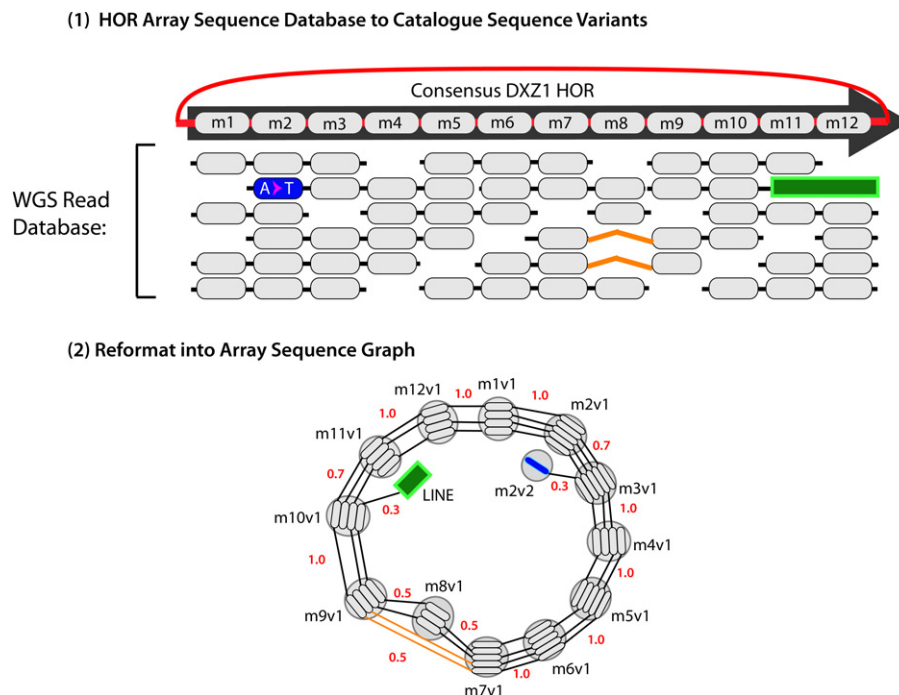 (1) HOR Array Sequence Database to Catalogue Sequence Variants
Consensus DXZ1 HOR
m1 m2 m3 m4 m5 m6 m7 m8 m9 m10 m11 m12
WGS Read
Database:
A T
(2) Reformat into Array Sequence Graph
m12v1 1.0 m1v1 1.0
1.0 m2v1
m11v1 0.7
0.7 LINE m2v2 0.3 m3v1
m10v1 0.3 1.0
m4v1
1.0 1.0
m9v1 0.5 m8v1 m5v1
0.5 1.0
0.5 m6v1
1.0
m7v1